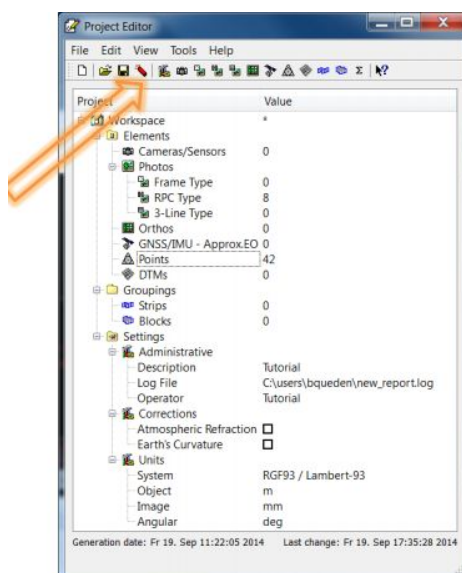 Project Editor
File Edit View Tools Help
Project Value
Workspace *
Elements
Cameras/Sensors 0
Photos
Frame Type 0
RPC Type 8
3-Line Type 0
Orthos 0
GNSS/IMU - Approx.EO 0
Points 42
DTMs 0
Groupings
Strips 0
Blocks 0
Settings
Administrative
Description Tutorial
Log File C:\users\bqueden\new_report.log
Operator Tutorial
Corrections
Atmospheric Refraction
Earth's Curvature
Units
System RGF93 / Lambert-93
Object m
Image mm
Angular deg
Generation date: Fr 19. Sep 11:22:05 2014 Last change: Fr 19. Sep 17:35:28 2014